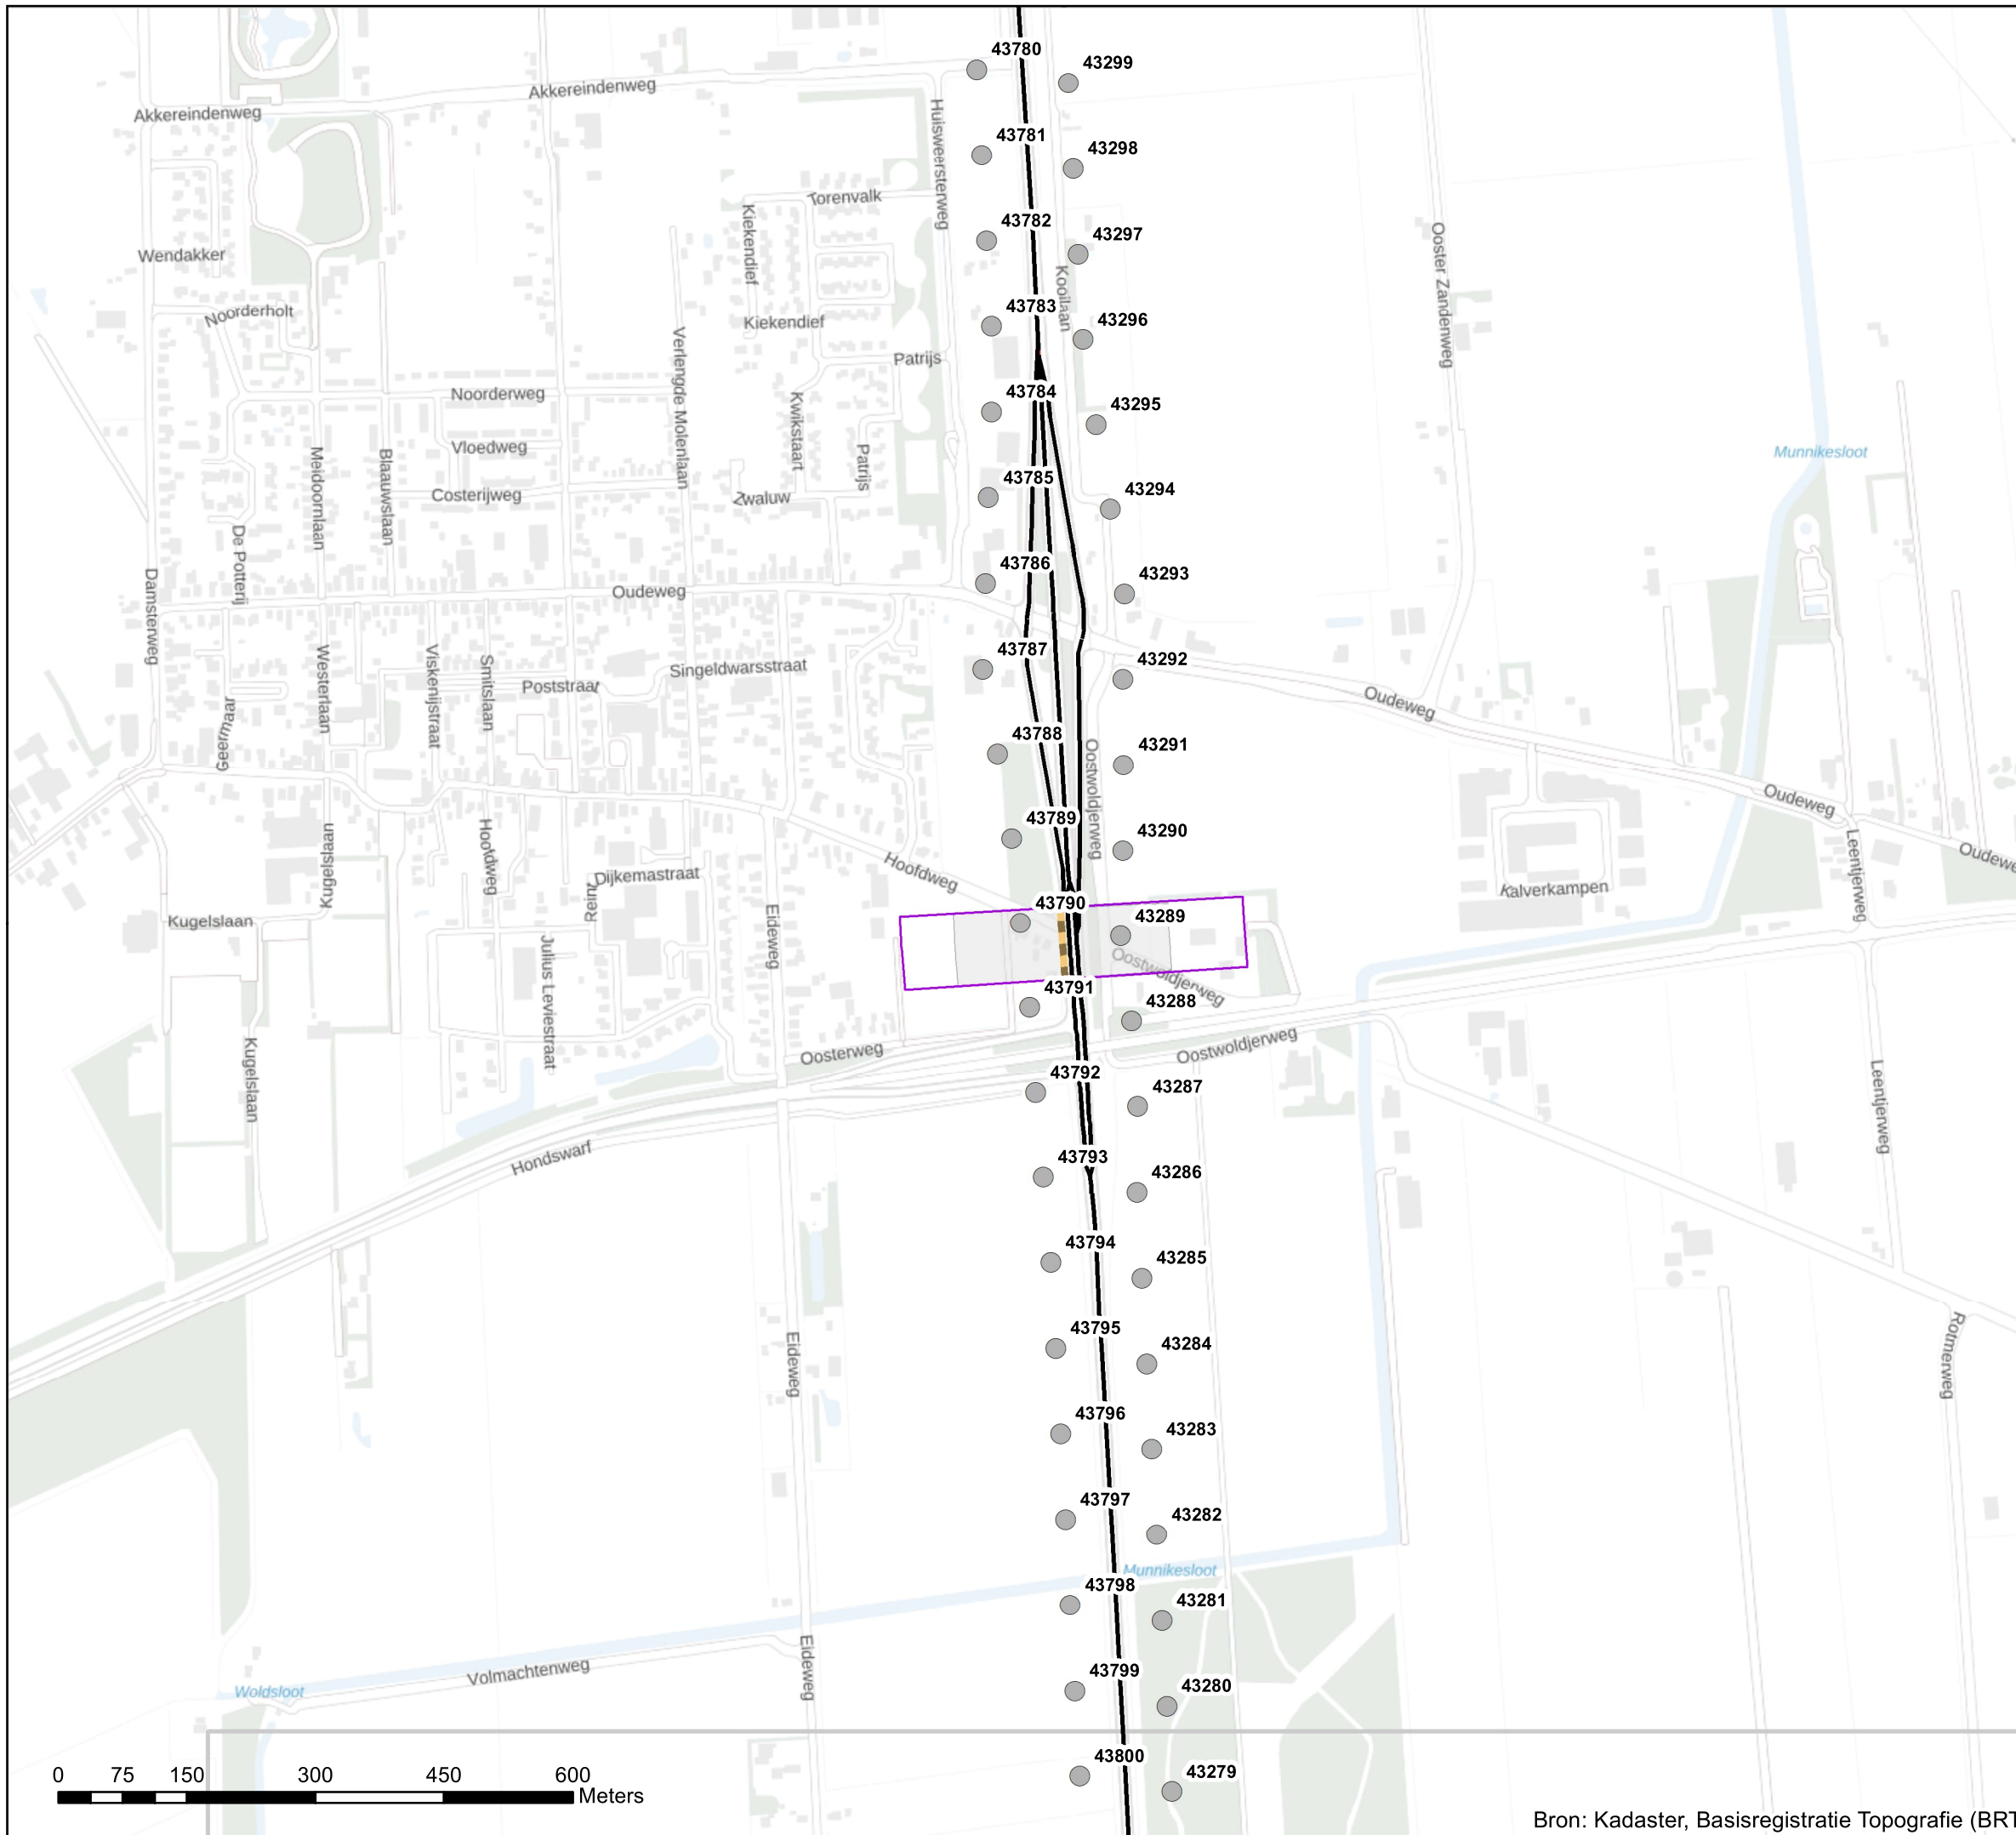 43780
43299
Akkereindenweg
Akkereindenweg
Huisweersterweg
43781
43298
Torenvalk
Kiekendief
43782
43297
Ooster Zandenweg
Wendakker
Kooilaan
Noorderholt
43783
43296
Kiekendief
Verlengde Molenlaan
Patrijs
43784
43295
Noorderweg
Kwikstaart
Vloedweg
Patrijs
Munnikesloot
Meidoornlaan
Blaauwslaan
43785
43294
Costerijweg
Zwaluw
De Potterij
43786
43293
Damsterweg
Oudeweg
43787
43292
Westerlaan
Viskenijstraat
Smitslaan
Poststraat
Singeldwarsstraat
Oudeweg
Geermaar
43788
43291
Oostwoldjerweg
Oudeweg
43789
43290
Kugelslaan
Hoofdweg
Hoofdweg
Dijkemastraat
Leentjerweg
Oudewe
Kalverkampen
43790
43289
Kugelslaan
Eideweg
Julius Leviestraat
Oostwoldjerweg
43791
43288
Kugelslaan
Oosterweg
Oostwoldjerweg
43792
43287
Leentjerweg
Hondswarf
43793
43286
43794
43285
43795
43284
Eideweg
43796
43283
43797
43282
Munnikesloot
43798
43281
Eideweg
Volmachtenweg
43799
43280
Woldsloot
43800
43279
0 75 150 300 450 600
Meters
Bron: Kadaster, Basisregistratie Topografie (BRT